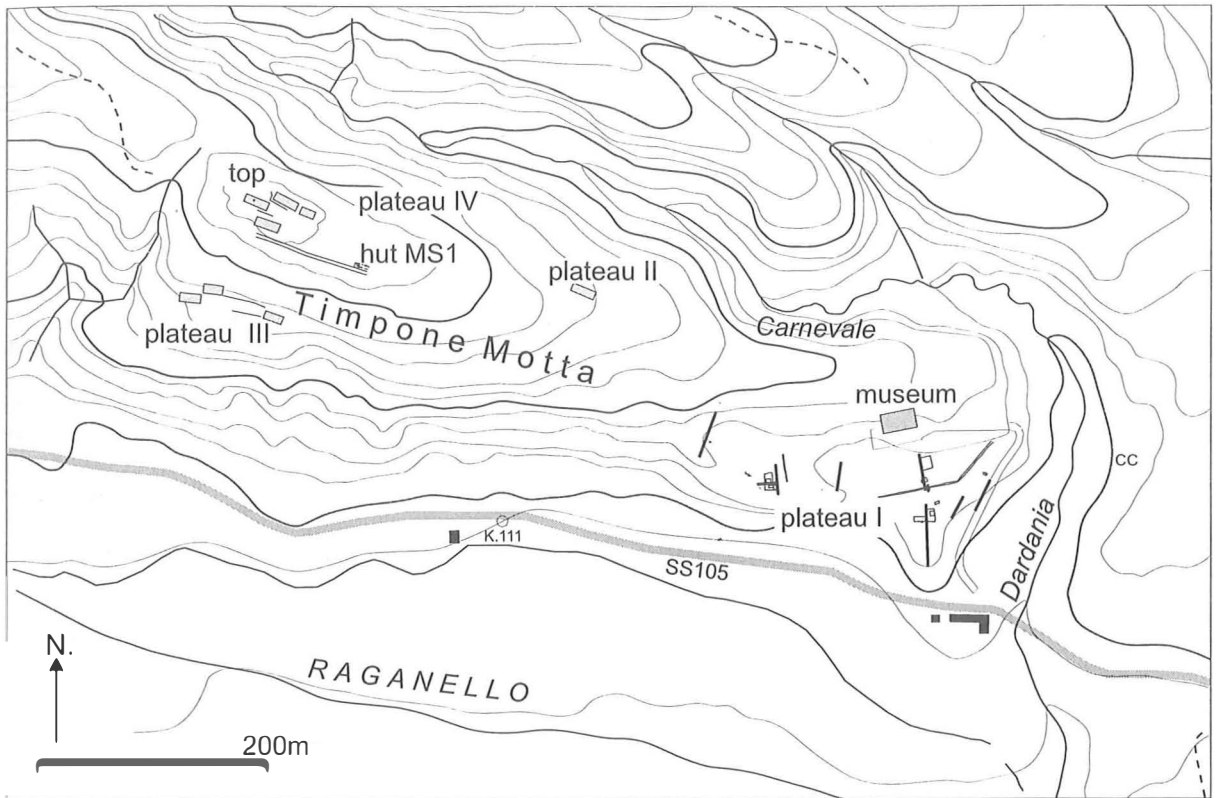 top
plateau IV
hut MS1
plateau II
plateau III
Timpone Motta
Carnevale
museum
cc
plateau I
K.111
SS105
Dardania
N.
RAGANELLO
200m